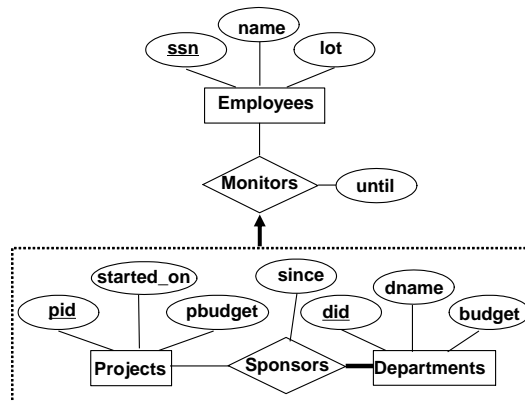 name
ssn
lot
Employees
Monitors
until
started_on
since
dname
pid
pbudget
did
budget
Projects
Sponsors
Departments